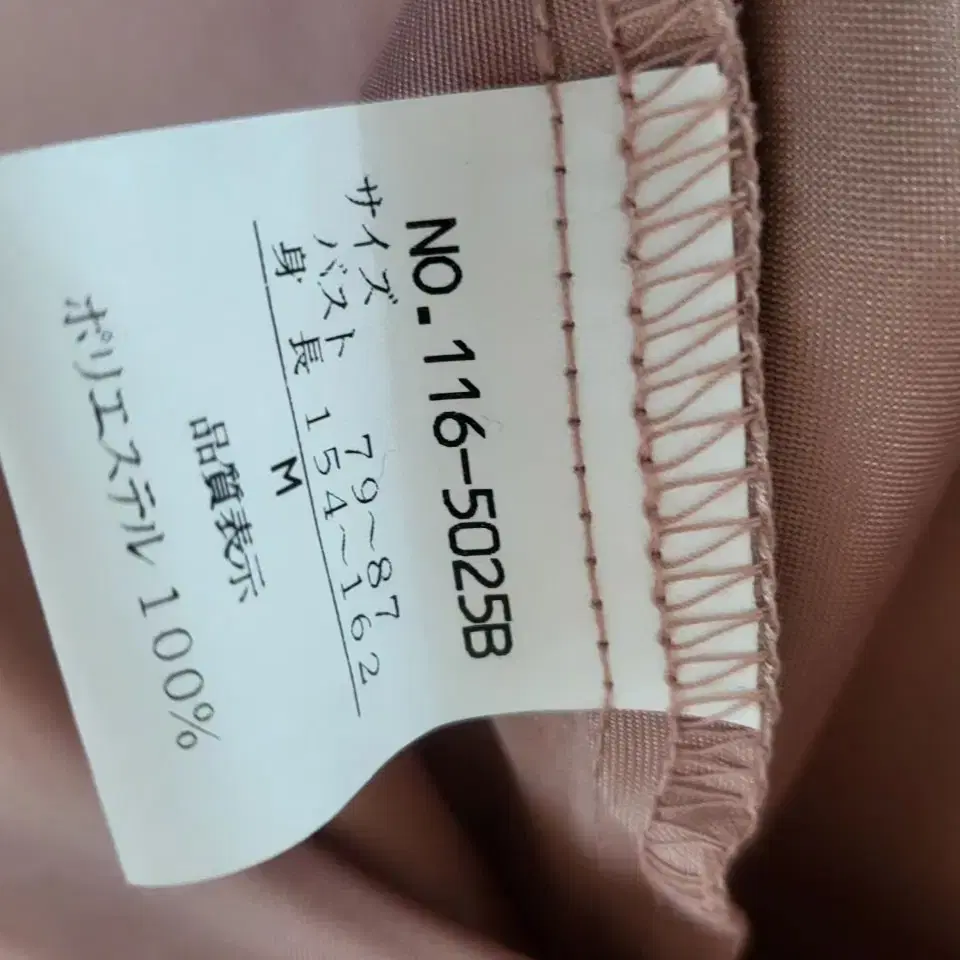 NO.116-5025B
サイズ
バスト 79~87
身 長 154~162
M
品質表示
ポリエステル 100%